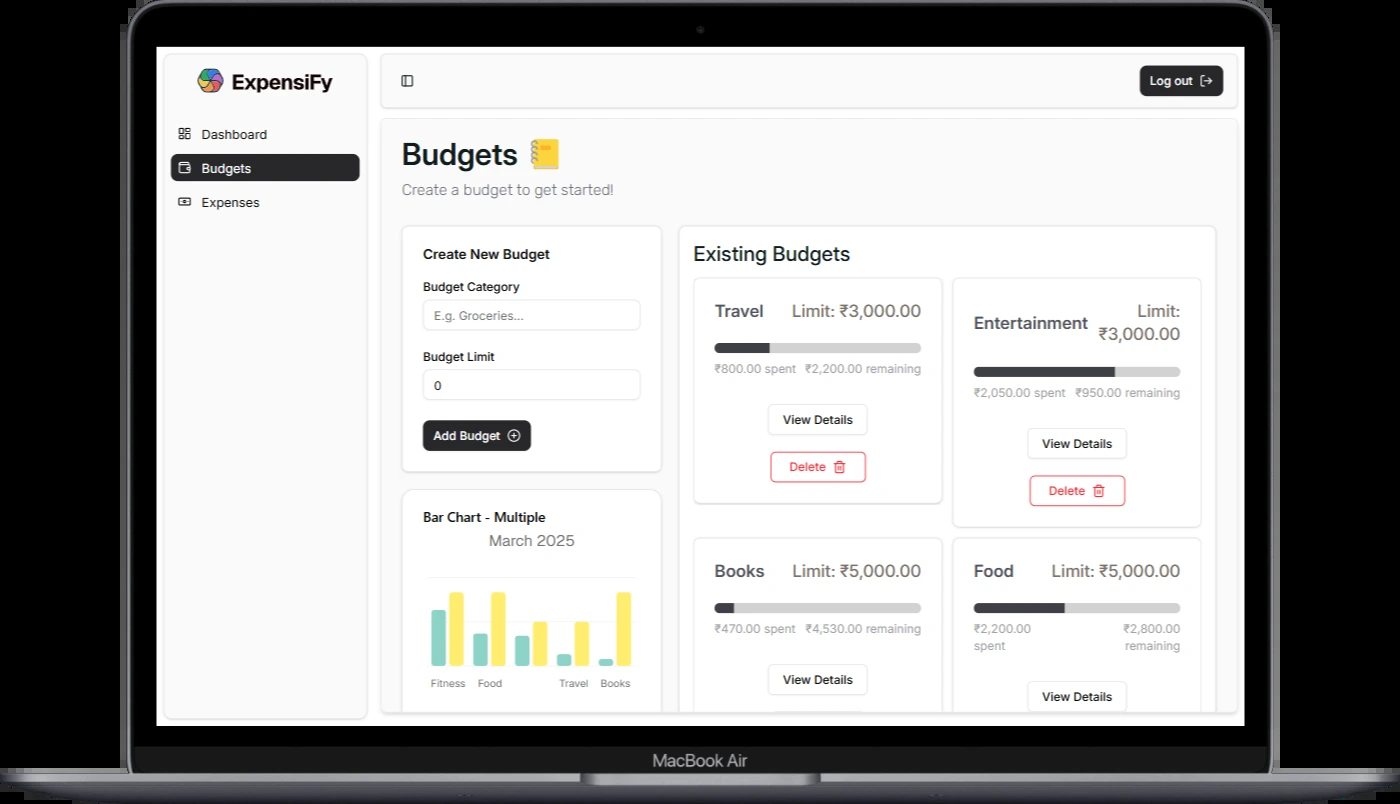 ExpensiFy
Dashboard
Budgets
Expenses
Log out
Budgets
Create a budget to get started!
Create New Budget
Budget Category
E.g. Groceries...
Budget Limit
0
Add Budget
Bar Chart - Multiple
March 2025
Fitness Food Travel Books
Existing Budgets
Travel Limit: ₹3,000.00
₹800.00 spent ₹2,200.00 remaining
View Details
Delete
Entertainment Limit:
₹3,000.00
₹2,050.00 spent ₹950.00 remaining
View Details
Delete
Books Limit: ₹5,000.00
₹470.00 spent ₹4,530.00 remaining
View Details
Food Limit: ₹5,000.00
₹2,200.00 ₹2,800.00
spent remaining
View Details
MacBook Air